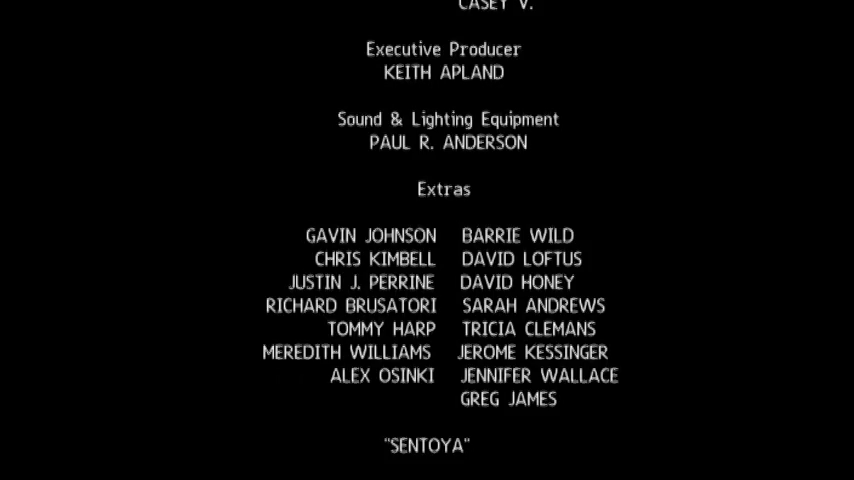 CASEY V.
Executive Producer
KEITH APLAND
Sound & Lighting Equipment
PAUL R. ANDERSON
Extras
GAVIN JOHNSON BARRIE WILD
CHRIS KIMBELL DAVID LOFTUS
JUSTIN J. PERRINE DAVID HONEY
RICHARD BRUSATORI SARAH ANDREWS
TOMMY HARP TRICIA CLEMANS
MEREDITH WILLIAMS JEROME KESSINGER
ALEX OSINKI JENNIFER WALLACE
GREG JAMES
"SENTOYA"